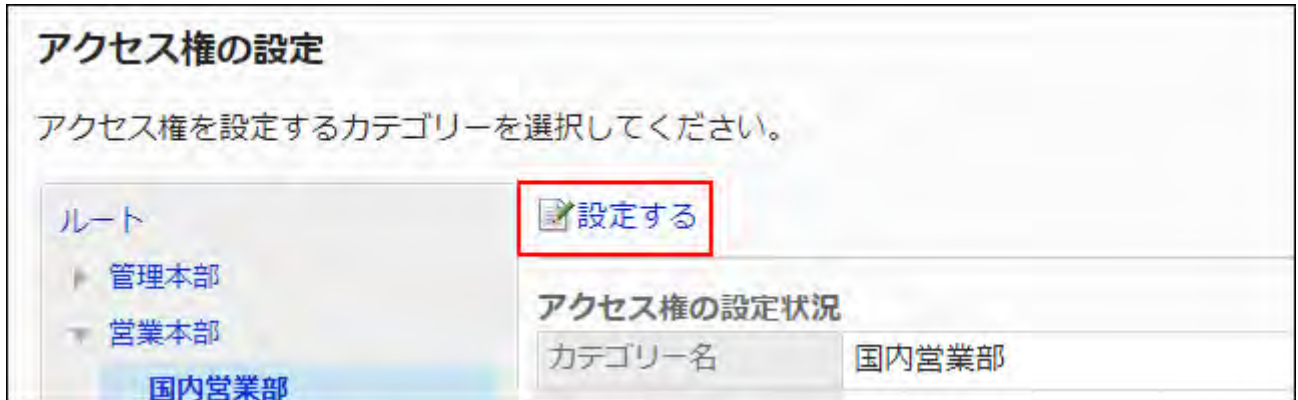 アクセス権の設定
アクセス権を設定するカテゴリーを選択してください。
ルート
管理本部
営業本部
国内営業部
設定する
アクセス権の設定状況
カテゴリー名 国内営業部